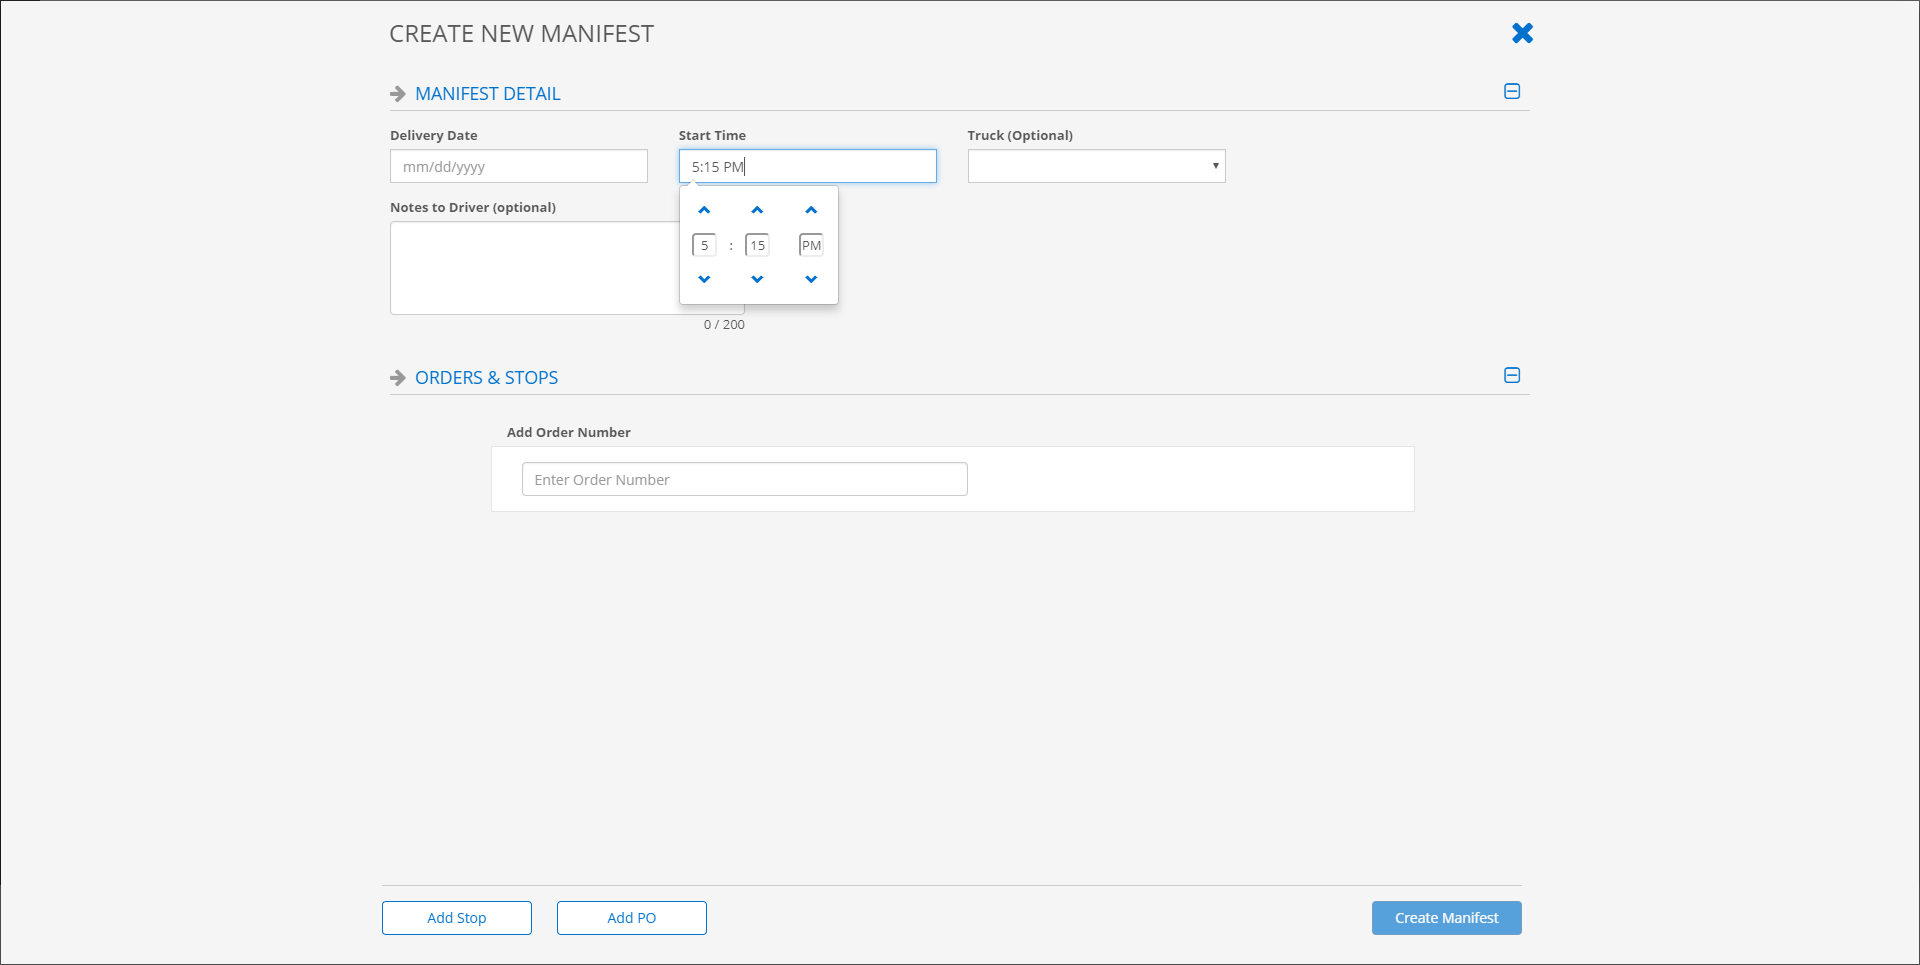 CREATE NEW MANIFEST
MANIFEST DETAIL
Delivery Date
Start Time
Truck (Optional)
mm/dd/yyyy
5:15 PM
Notes to Driver (optional)
5 : 15 PM
0 / 200
ORDERS & STOPS
Add Order Number
Enter Order Number
Add Stop
Add PO
Create Manifest